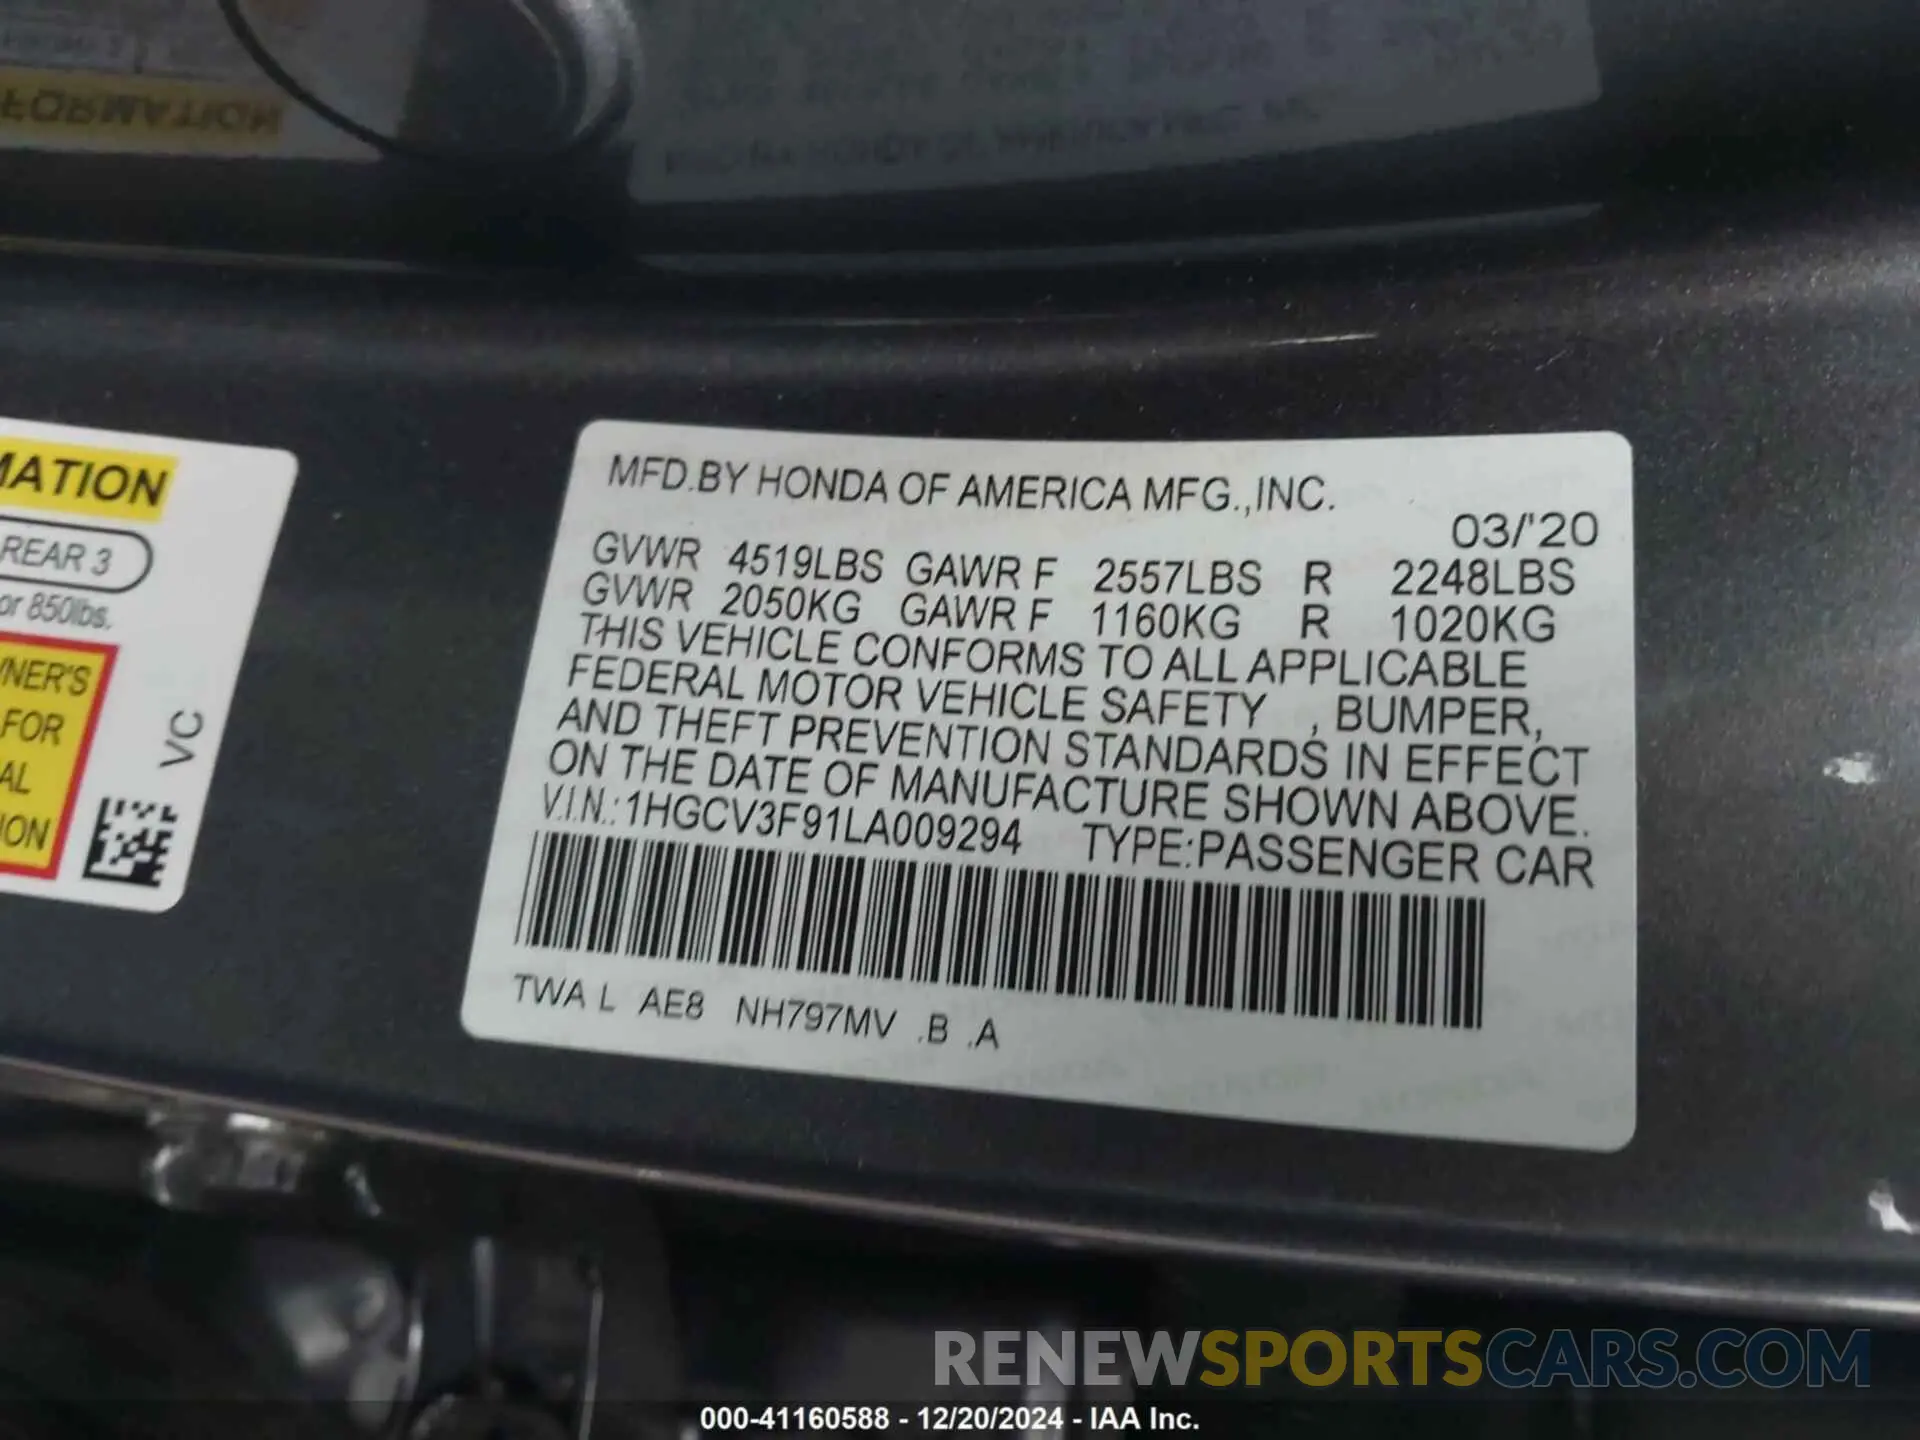 MATION
REAR 3
or 850lbs.
NER'S
FOR
AL
ION
VC
MFD.BY HONDA OF AMERICA MFG.,INC.
03/'20
GVWR 4519LBS GAWR F 2557LBS R 2248LBS
GVWR 2050KG GAWR F 1160KG R 1020KG
THIS VEHICLE CONFORMS TO ALL APPLICABLE
FEDERAL MOTOR VEHICLE SAFETY , BUMPER,
AND THEFT PREVENTION STANDARDS IN EFFECT
ON THE DATE OF MANUFACTURE SHOWN ABOVE.
V.I.N.: 1HGCV3F91LA009294 TYPE:PASSENGER CAR
TWA L AE8 NH797MV .B .A
RENEWSPORTSCARS.COM
000-41160588 - 12/20/2024 - IAA Inc.